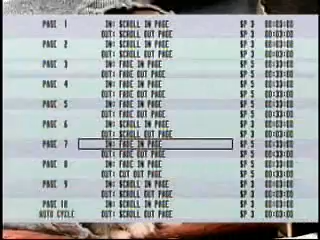 PAGE 1 IN: SCROLL IN PAGE SP 3 00:03:00
OUT: SCROLL OUT PAGE SP 3 00:03:00
PAGE 2 IN: SCROLL IN PAGE SP 3 00:03:00
OUT: SCROLL OUT PAGE SP 3 00:03:00
PAGE 3 IN: FADE IN PAGE SP 5 00:03:00
OUT: FADE OUT PAGE SP 5 00:03:00
PAGE 4 IN: FADE IN PAGE SP 5 00:03:00
OUT: FADE OUT PAGE SP 5 00:03:00
PAGE 5 IN: FADE IN PAGE SP 5 00:03:00
OUT: FADE OUT PAGE SP 5 00:03:00
PAGE 6 IN: SCROLL IN PAGE SP 3 00:03:00
OUT: SCROLL OUT PAGE SP 3 00:03:00
PAGE 7 IN: FADE IN PAGE SP 5 00:03:00
OUT: FADE OUT PAGE SP 5 00:03:00
PAGE 8 IN: FADE IN PAGE SP 5 00:03:00
OUT: CUT OUT PAGE SP 5 00:03:00
PAGE 9 IN: SCROLL IN PAGE SP 3 00:03:00
OUT: SCROLL OUT PAGE SP 3 00:03:00
PAGE 10 IN: SCROLL IN PAGE SP 3 00:03:00
AUTO CYCLE OUT: SCROLL OUT PAGE SP 3 00:03:00